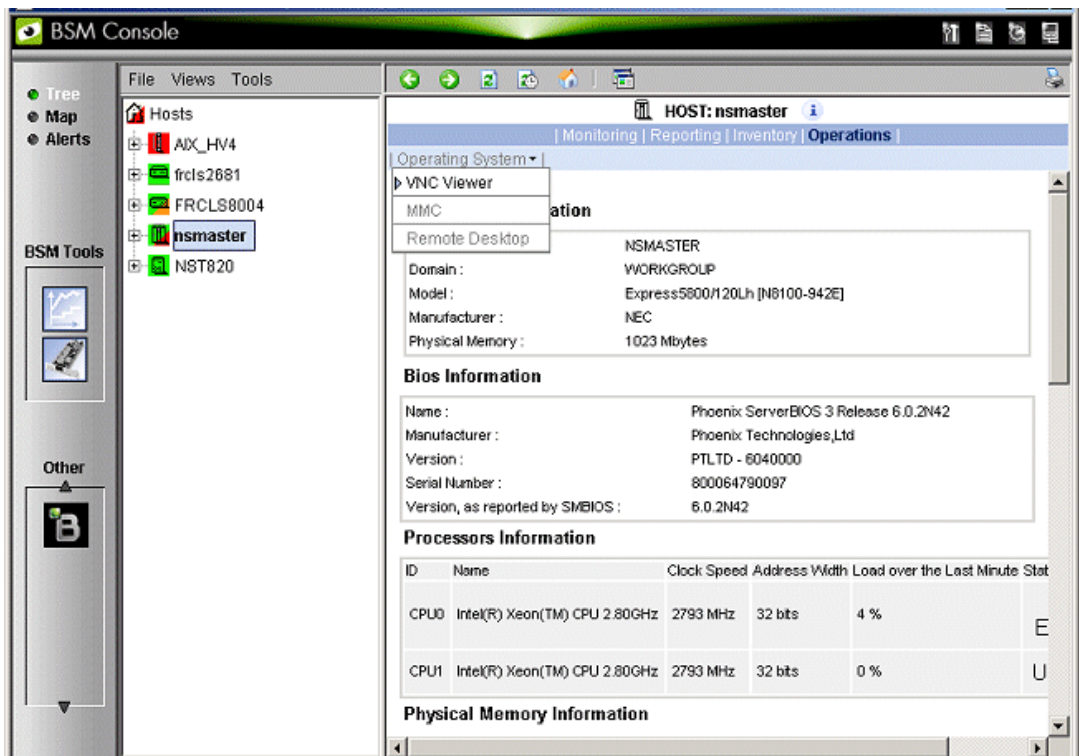 BSM Console
Tree
Map
Alerts
BSM Tools
Other
B
File Views Tools
Hosts
AIX_HV4
frcls2681
FRCLS8004
nsmaster
NST820
HOST: nsmaster i
| Monitoring | Reporting | Inventory | Operations |
| Operating System |
VNC Viewer
MMC
Remote Desktop
ation
NSMASTER
Domain : WORKGROUP
Model : Express5800/120Lh [N8100-942E]
Manufacturer : NEC
Physical Memory : 1023 Mbytes
Bios Information
Name : Phoenix ServerBIOS 3 Release 6.0.2N42
Manufacturer : Phoenix Technologies,Ltd
Version : PTLTD - 6040000
Serial Number : 800064790097
Version, as reported by SMBIOS : 6.0.2N42
Processors Information
ID Name Clock Speed Address Width Load over the Last Minute Stat
CPU0 Intel(R) Xeon(TM) CPU 2.80GHz 2793 MHz 32 bits 4 % E
CPU1 Intel(R) Xeon(TM) CPU 2.80GHz 2793 MHz 32 bits 0 % U
Physical Memory Information